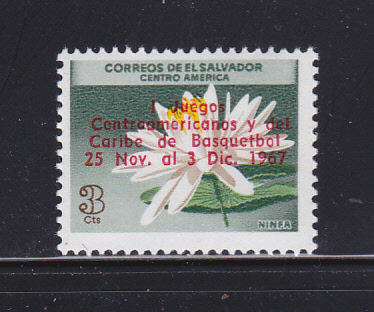 CORREOS DE EL SALVADOR
CENTRO AMERICA
I Juegos
Centroamericanos y del
Caribe de Basquetbol
25 Nov. al 3 Dic. 1967
3
Cts
NINFA